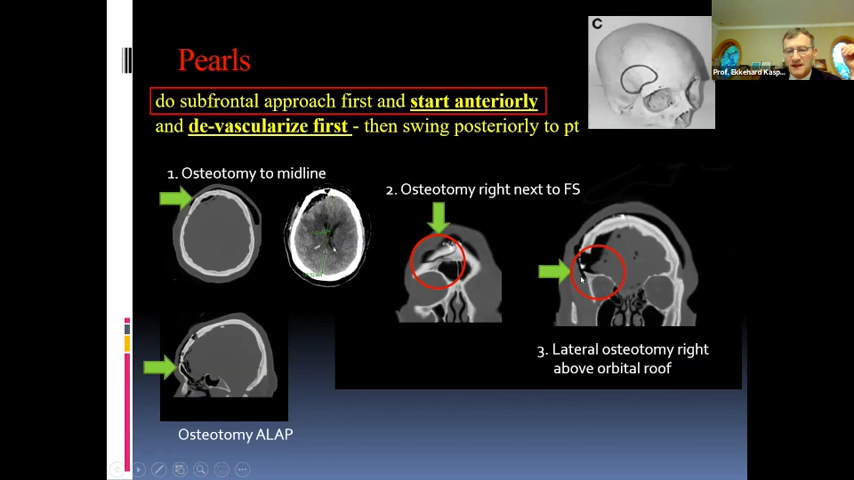 C
Prof. Ekkehard Kasp...
Pearls
do subfrontal approach first and start anteriorly
and de-vascularize first - then swing posteriorly to pt
1. Osteotomy to midline
2. Osteotomy right next to FS
3. Lateral osteotomy right
above orbital roof
Osteotomy ALAP